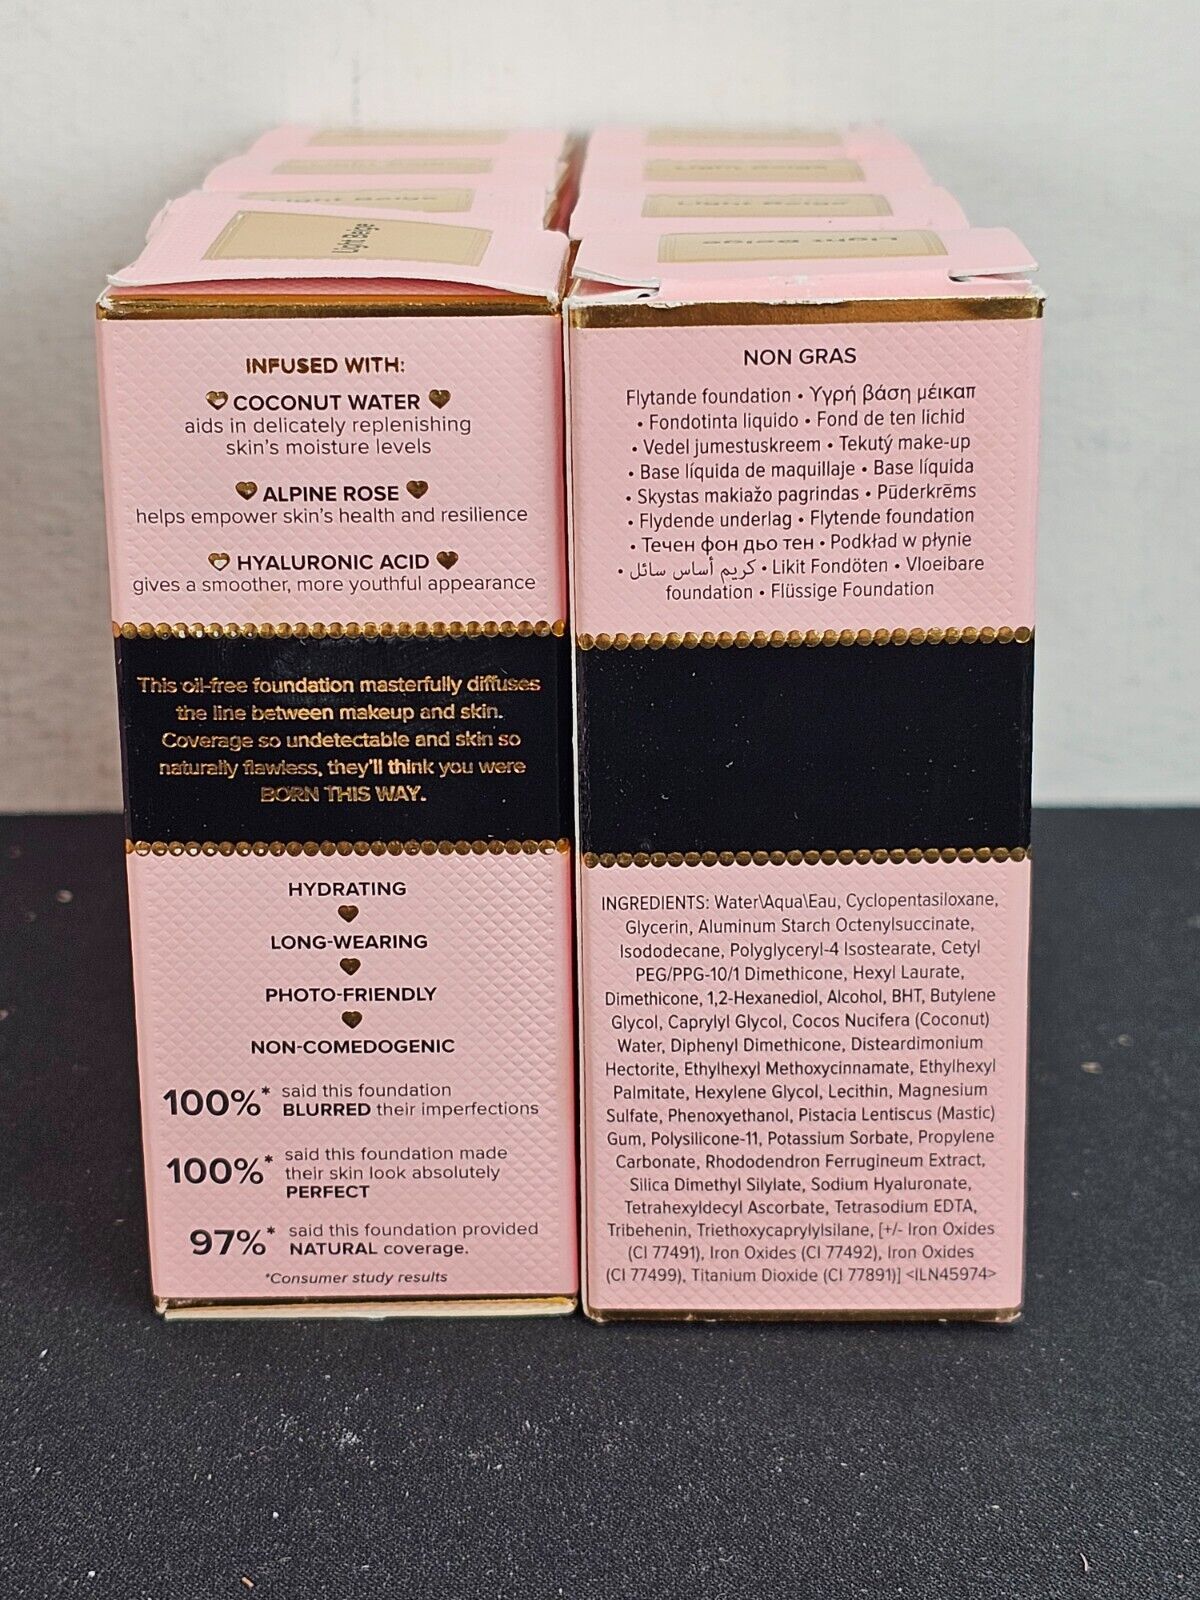 Light Beige
Light Beige
Light Beige
Light Beige
Light Beige
INFUSED WITH:
COCONUT WATER
aids in delicately replenishing
skin's moisture levels
ALPINE ROSE
helps empower skin's health and resilience
HYALURONIC ACID
gives a smoother, more youthful appearance
This oil-free foundation masterfully diffuses
the line between makeup and skin.
Coverage so undetectable and skin so
naturally flawless, they'll think you were
BORN THIS WAY.
HYDRATING
LONG-WEARING
PHOTO-FRIENDLY
NON-COMEDOGENIC
100%* said this foundation
BLURRED their imperfections
100%* said this foundation made
their skin look absolutely
PERFECT
97%* said this foundation provided
NATURAL coverage.
*Consumer study results
NON GRAS
Flytande foundation • Υγρή βάση μέικαπ
• Fondotinta liquido • Fond de ten lichid
• Vedel jumestuskreem • Tekutý make-up
• Base líquida de maquillaje • Base líquida
• Skystas makiažo pagrindas • Pūderkrēms
• Flydende underlag • Flytende foundation
• Течен фон дьо тен • Podkład w płynie
• كريم أساس سائل • Likit Fondöten • Vloeibare
foundation • Flüssige Foundation
INGREDIENTS: Water\Aqua\Eau, Cyclopentasiloxane,
Glycerin, Aluminum Starch Octenylsuccinate,
Isododecane, Polyglyceryl-4 Isostearate, Cetyl
PEG/PPG-10/1 Dimethicone, Hexyl Laurate,
Dimethicone, 1,2-Hexanediol, Alcohol, BHT, Butylene
Glycol, Caprylyl Glycol, Cocos Nucifera (Coconut)
Water, Diphenyl Dimethicone, Disteardimonium
Hectorite, Ethylhexyl Methoxycinnamate, Ethylhexyl
Palmitate, Hexylene Glycol, Lecithin, Magnesium
Sulfate, Phenoxyethanol, Pistacia Lentiscus (Mastic)
Gum, Polysilicone-11, Potassium Sorbate, Propylene
Carbonate, Rhododendron Ferrugineum Extract,
Silica Dimethyl Silylate, Sodium Hyaluronate,
Tetrahexyldecyl Ascorbate, Tetrasodium EDTA,
Tribehenin, Triethoxycaprylylsilane, [+/- Iron Oxides
(CI 77491), Iron Oxides (CI 77492), Iron Oxides
(CI 77499), Titanium Dioxide (CI 77891)] <ILN45974>